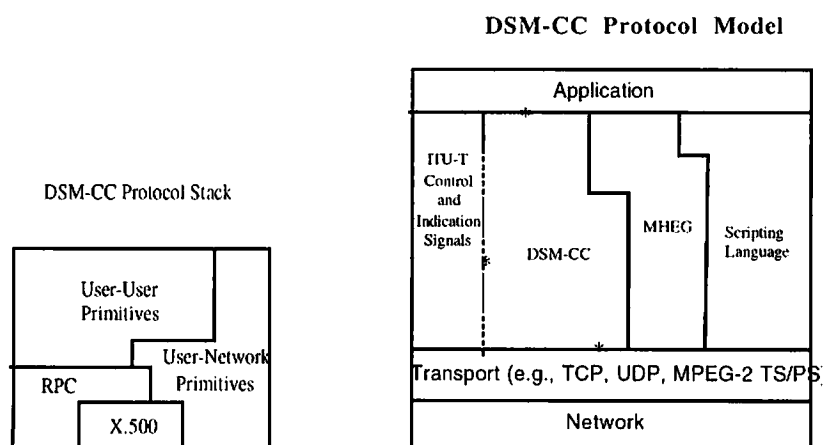 DSM-CC Protocol Model
Application
ITU-T
Control
and
Indication
Signals
DSM-CC
MHEG
Scripting
Language
Transport (e.g., TCP, UDP, MPEG-2 TS/PS)
Network
DSM-CC Protocol Stack
User-User
Primitives
User-Network
Primitives
RPC
X.500